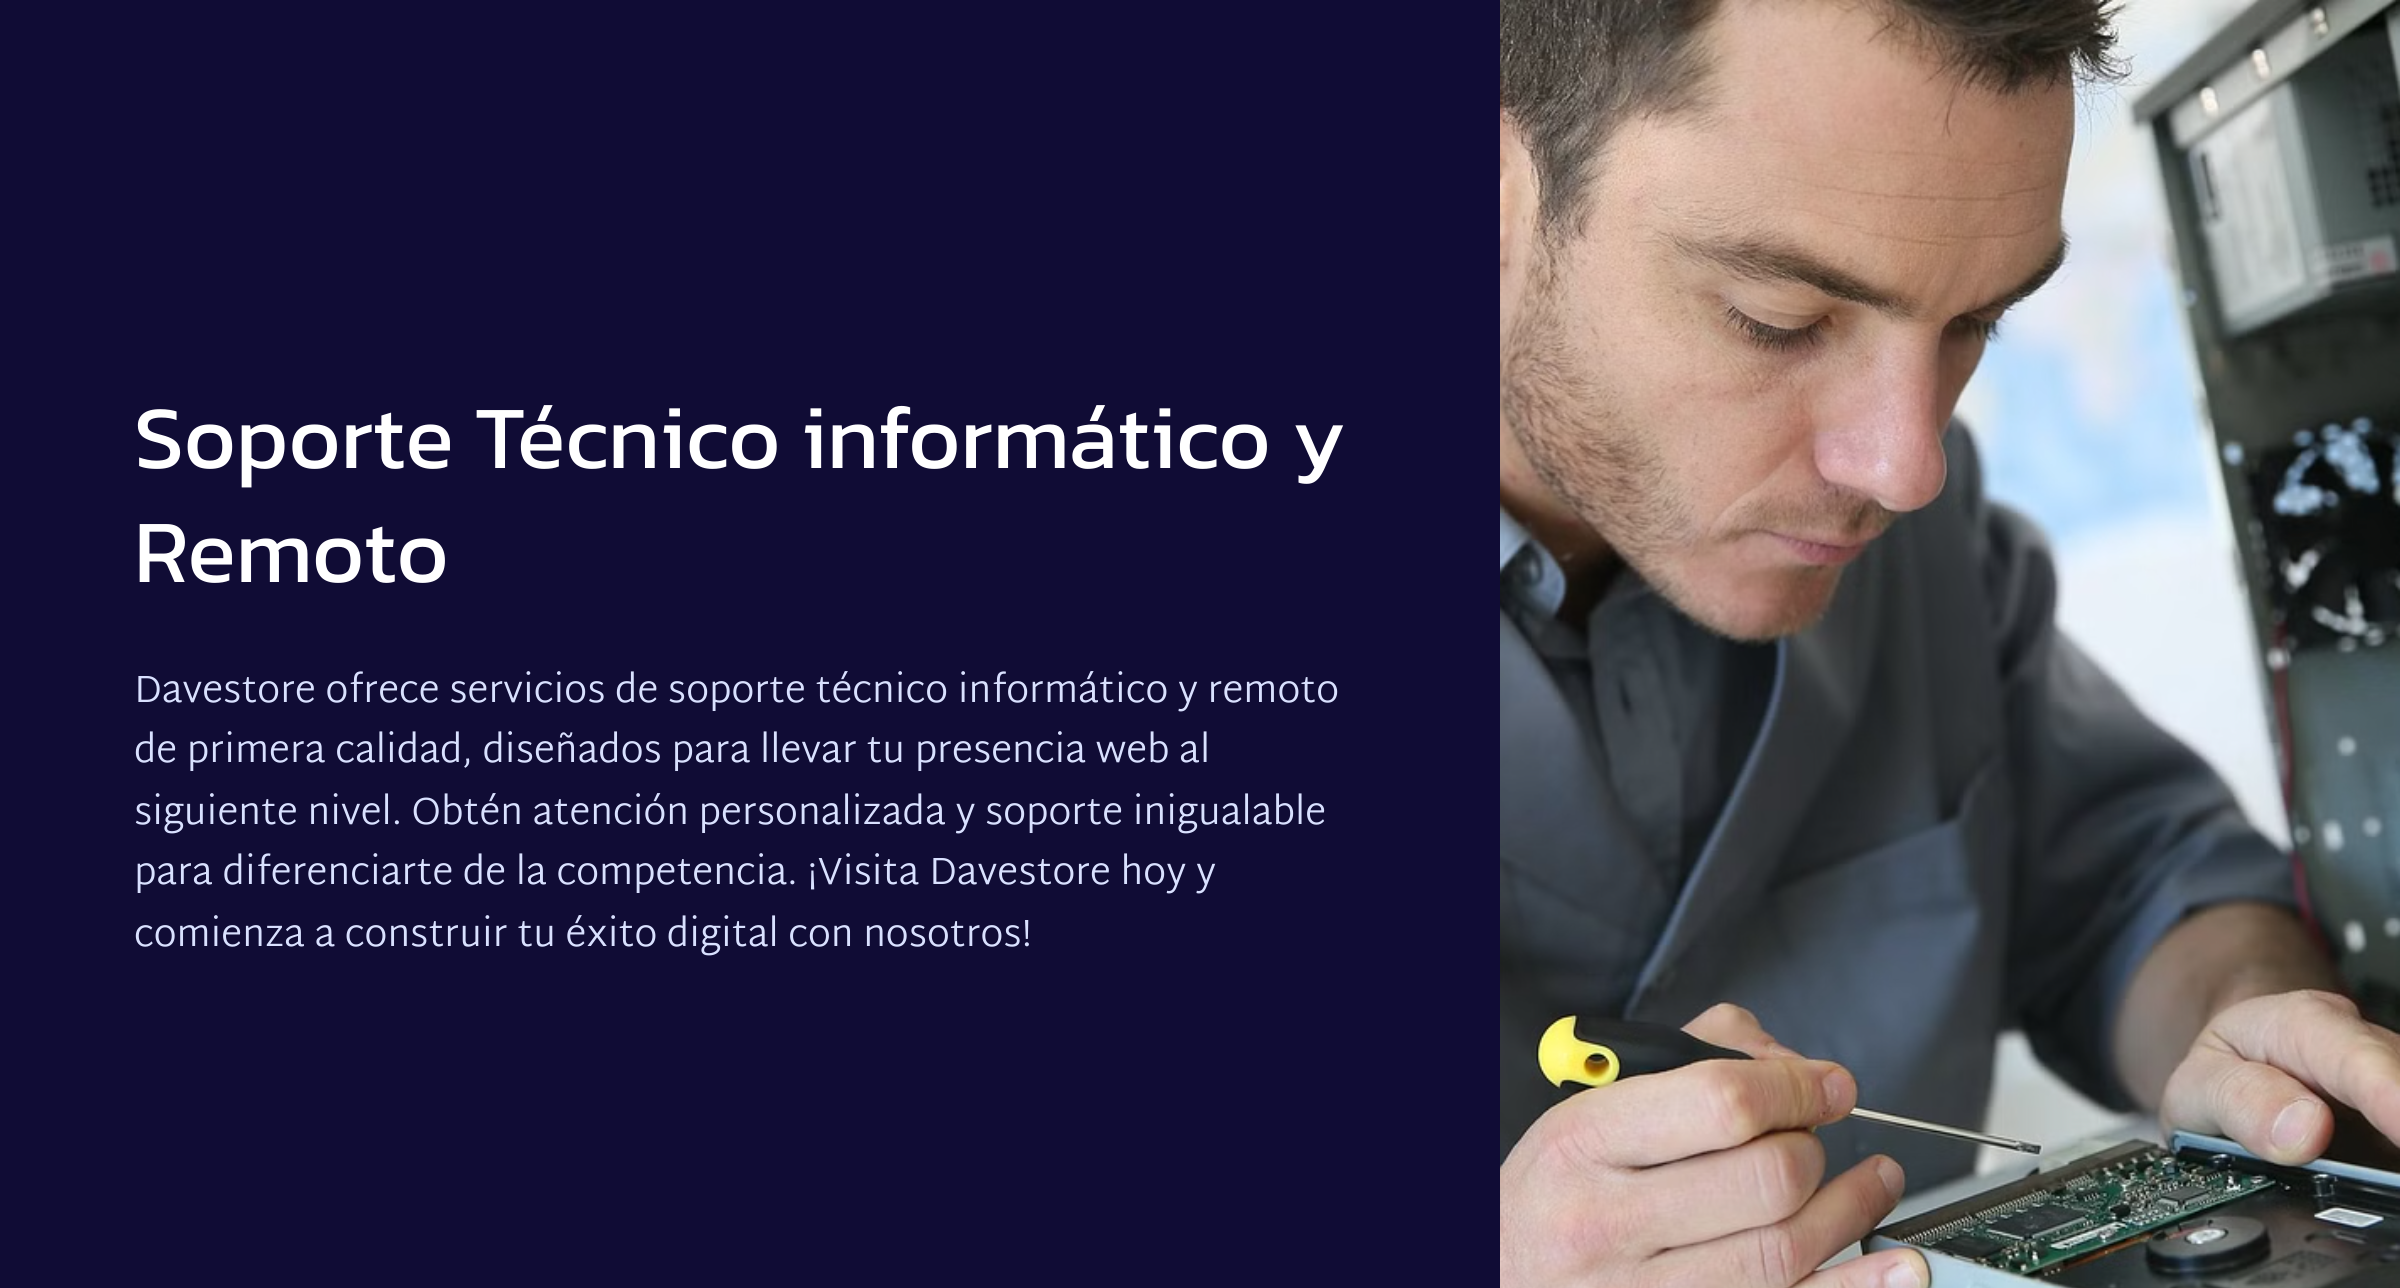 Soporte Técnico informático y
Remoto
Davestore ofrece servicios de soporte técnico informático y remoto
de primera calidad, diseñados para llevar tu presencia web al
siguiente nivel. Obtén atención personalizada y soporte inigualable
para diferenciarte de la competencia. ¡Visita Davestore hoy y
comienza a construir tu éxito digital con nosotros!